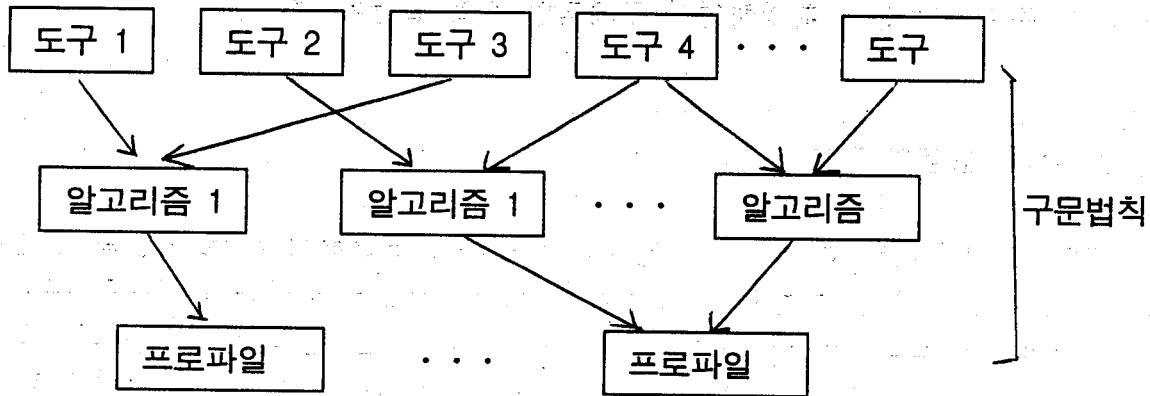 도구 1 도구 2 도구 3 도구 4 · · · · 도구
알고리즘 1 알고리즘 1 · · · 알고리즘
구문법칙
프로파일 · · · 프로파일